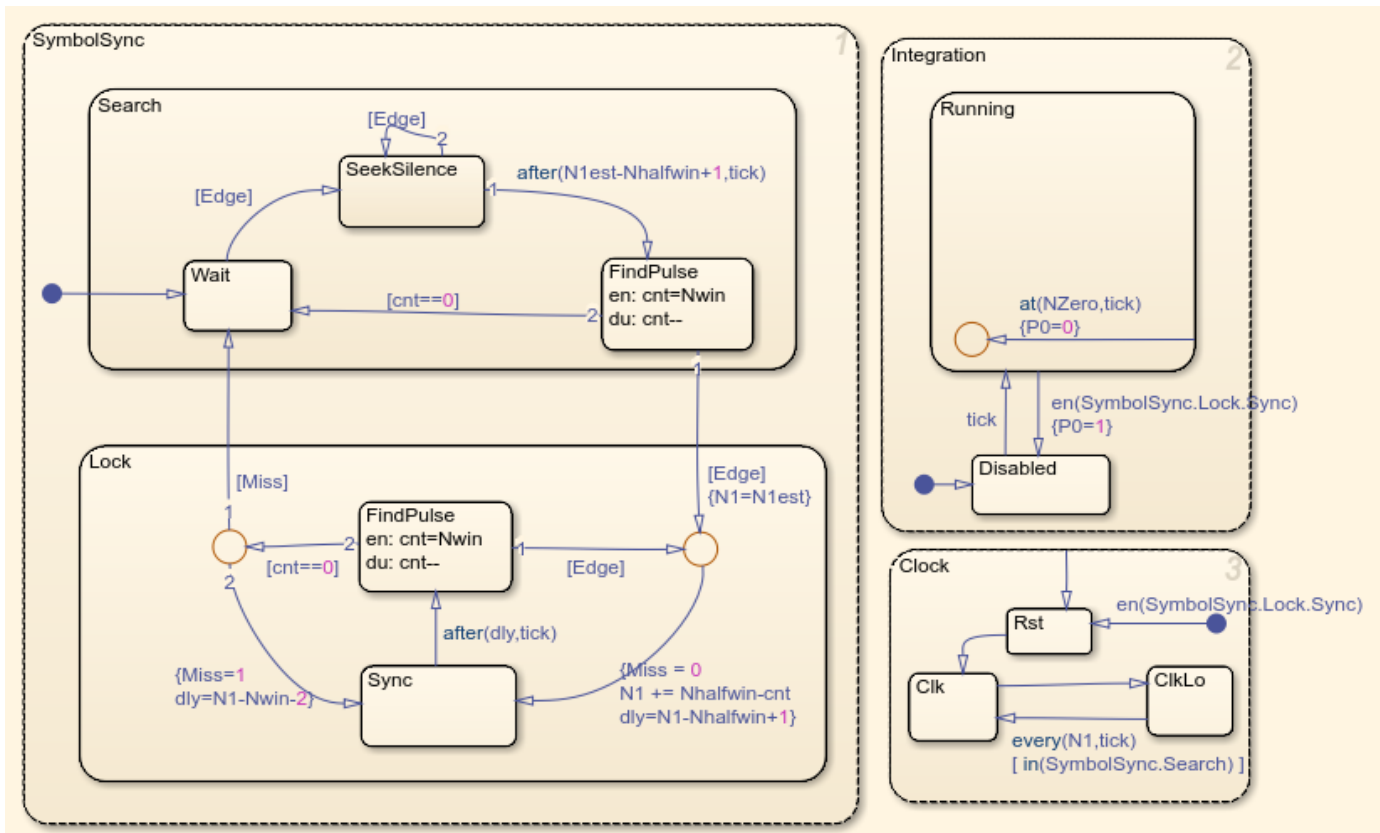 SymbolSync
1
Search
[Edge]
2
SeekSilence
1
after(N1est-Nhalfwin+1,tick)
[Edge]
Wait
FindPulse
en: cnt=Nwin
du: cnt--
[cnt==0]
2
1
Lock
[Miss]
1
2
FindPulse
en: cnt=Nwin
du: cnt--
2
[cnt==0]
1
[Edge]
[Edge]
{N1=N1est}
after(dly,tick)
{Miss=1
dly=N1-Nwin-2}
Sync
{Miss = 0
N1 += Nhalfwin-cnt
dly=N1-Nhalfwin+1}
Integration
2
Running
at(NZero,tick)
{P0=0}
tick
en(SymbolSync.Lock.Sync)
{P0=1}
Disabled
Clock
3
en(SymbolSync.Lock.Sync)
Rst
Clk
ClkLo
every(N1,tick)
[ in(SymbolSync.Search) ]